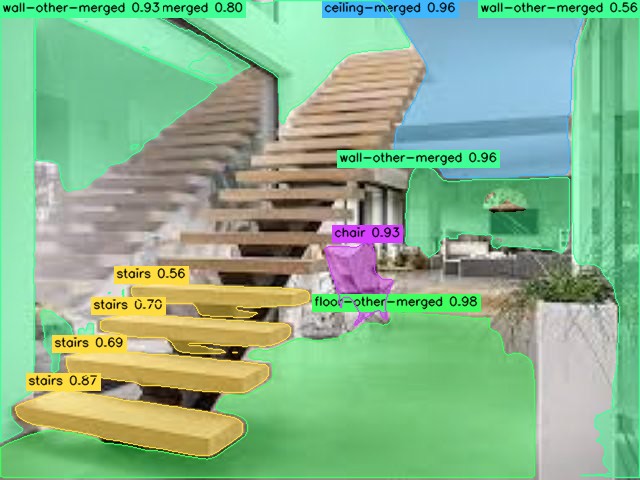 wall-other-merged 0.93 merged 0.80
ceiling-merged 0.96
wall-other-merged 0.56
wall-other-merged 0.96
chair 0.93
stairs 0.56
floor-other-merged 0.98
stairs 0.70
stairs 0.69
stairs 0.87